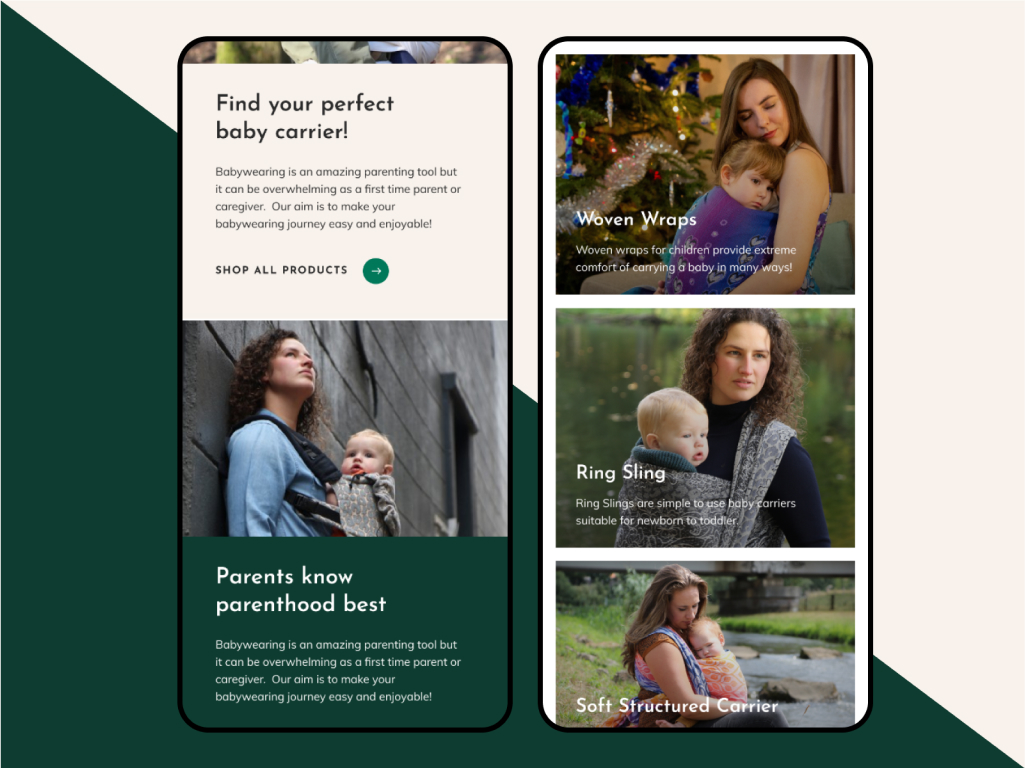 Find your perfect
baby carrier!
Babywearing is an amazing parenting tool but
it can be overwhelming as a first time parent or
caregiver.  Our aim is to make your
babywearing journey easy and enjoyable!
SHOP ALL PRODUCTS
Parents know
parenthood best
Babywearing is an amazing parenting tool but
it can be overwhelming as a first time parent or
caregiver.  Our aim is to make your
babywearing journey easy and enjoyable!
Woven Wraps
Woven wraps for children provide extreme
comfort of carrying a baby in many ways!
Ring Sling
Ring Slings are simple to use baby carriers
suitable for newborn to toddler.
Soft Structured Carrier